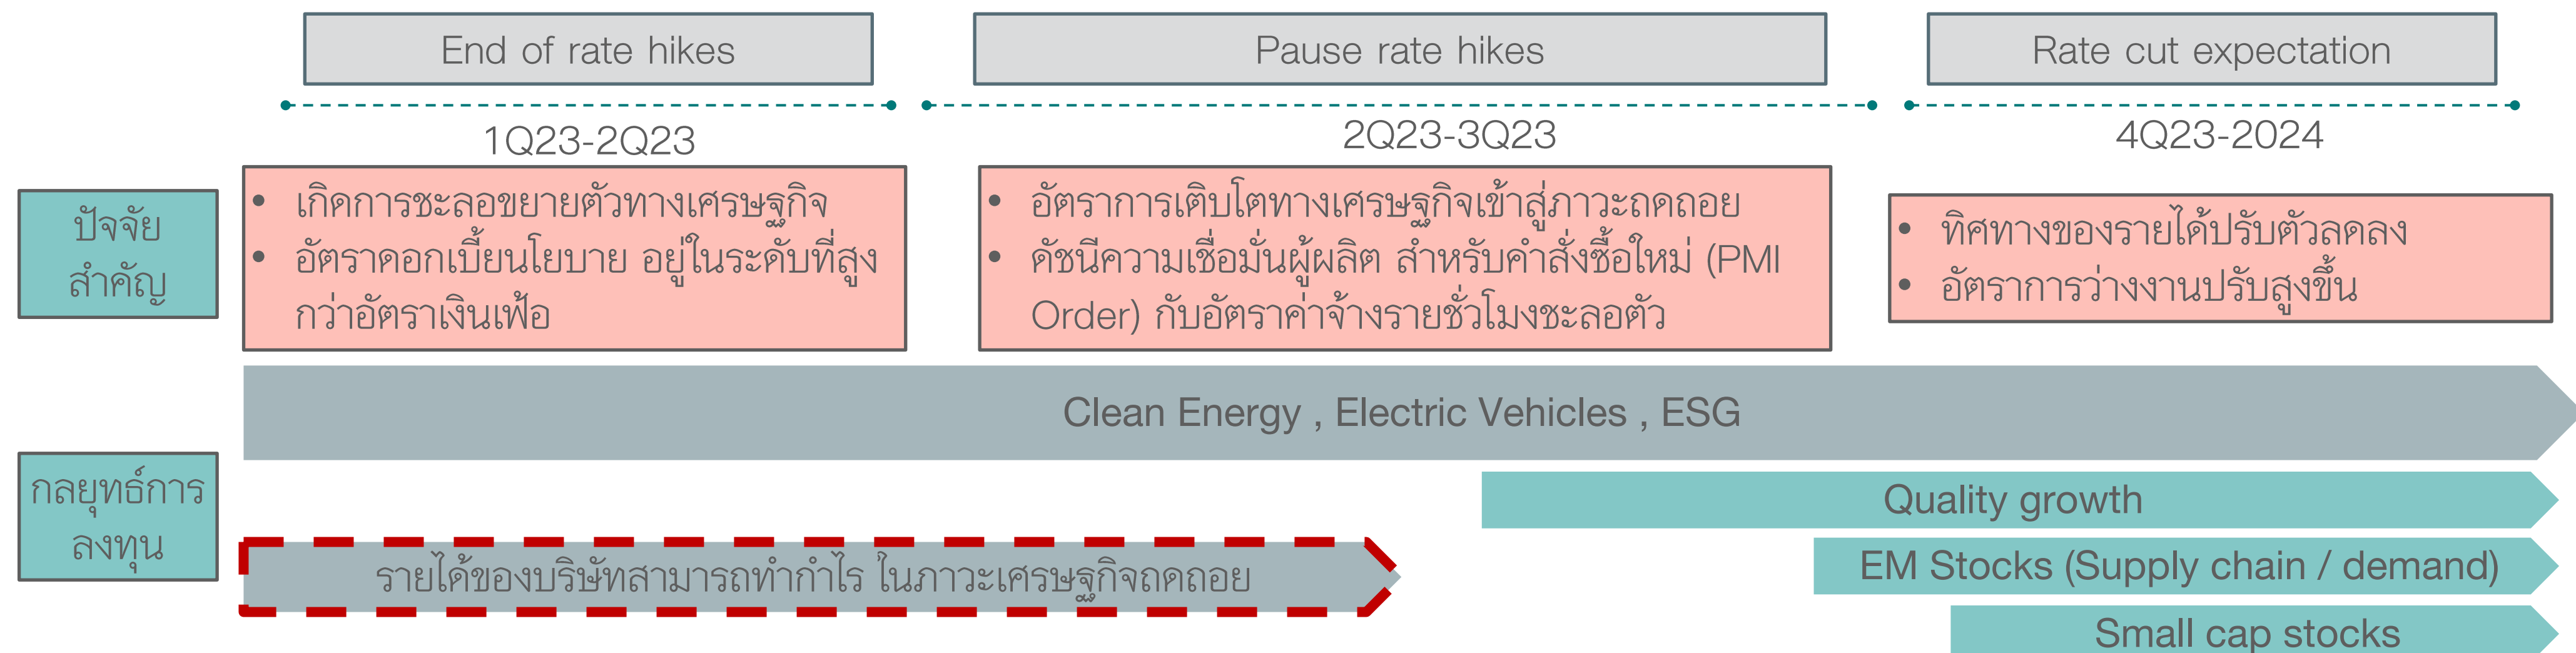 End of rate hikes
Pause rate hikes
Rate cut expectation
1Q23-2Q23
2Q23-3Q23
4Q23-2024
ปัจจัย
สำคัญ
• เกิดการชะลอขยายตัวทางเศรษฐกิจ
• อัตราดอกเบี้ยนโยบาย อยู่ในระดับที่สูง
กว่าอัตราเงินเฟ้อ
• อัตราการเติบโตทางเศรษฐกิจเข้าสู่ภาวะถดถอย
• ดัชนีความเชื่อมั่นผู้ผลิต สำหรับคำสั่งซื้อใหม่ (PMI
Order) กับอัตราค่าจ้างรายชั่วโมงชะลอตัว
• ทิศทางของรายได้ปรับตัวลดลง
• อัตราการว่างงานปรับสูงขึ้น
Clean Energy , Electric Vehicles , ESG
กลยุทธ์การ
ลงทุน
Quality growth
รายได้ของบริษัทสามารถทำกำไร ในภาวะเศรษฐกิจถดถอย
EM Stocks (Supply chain / demand)
Small cap stocks